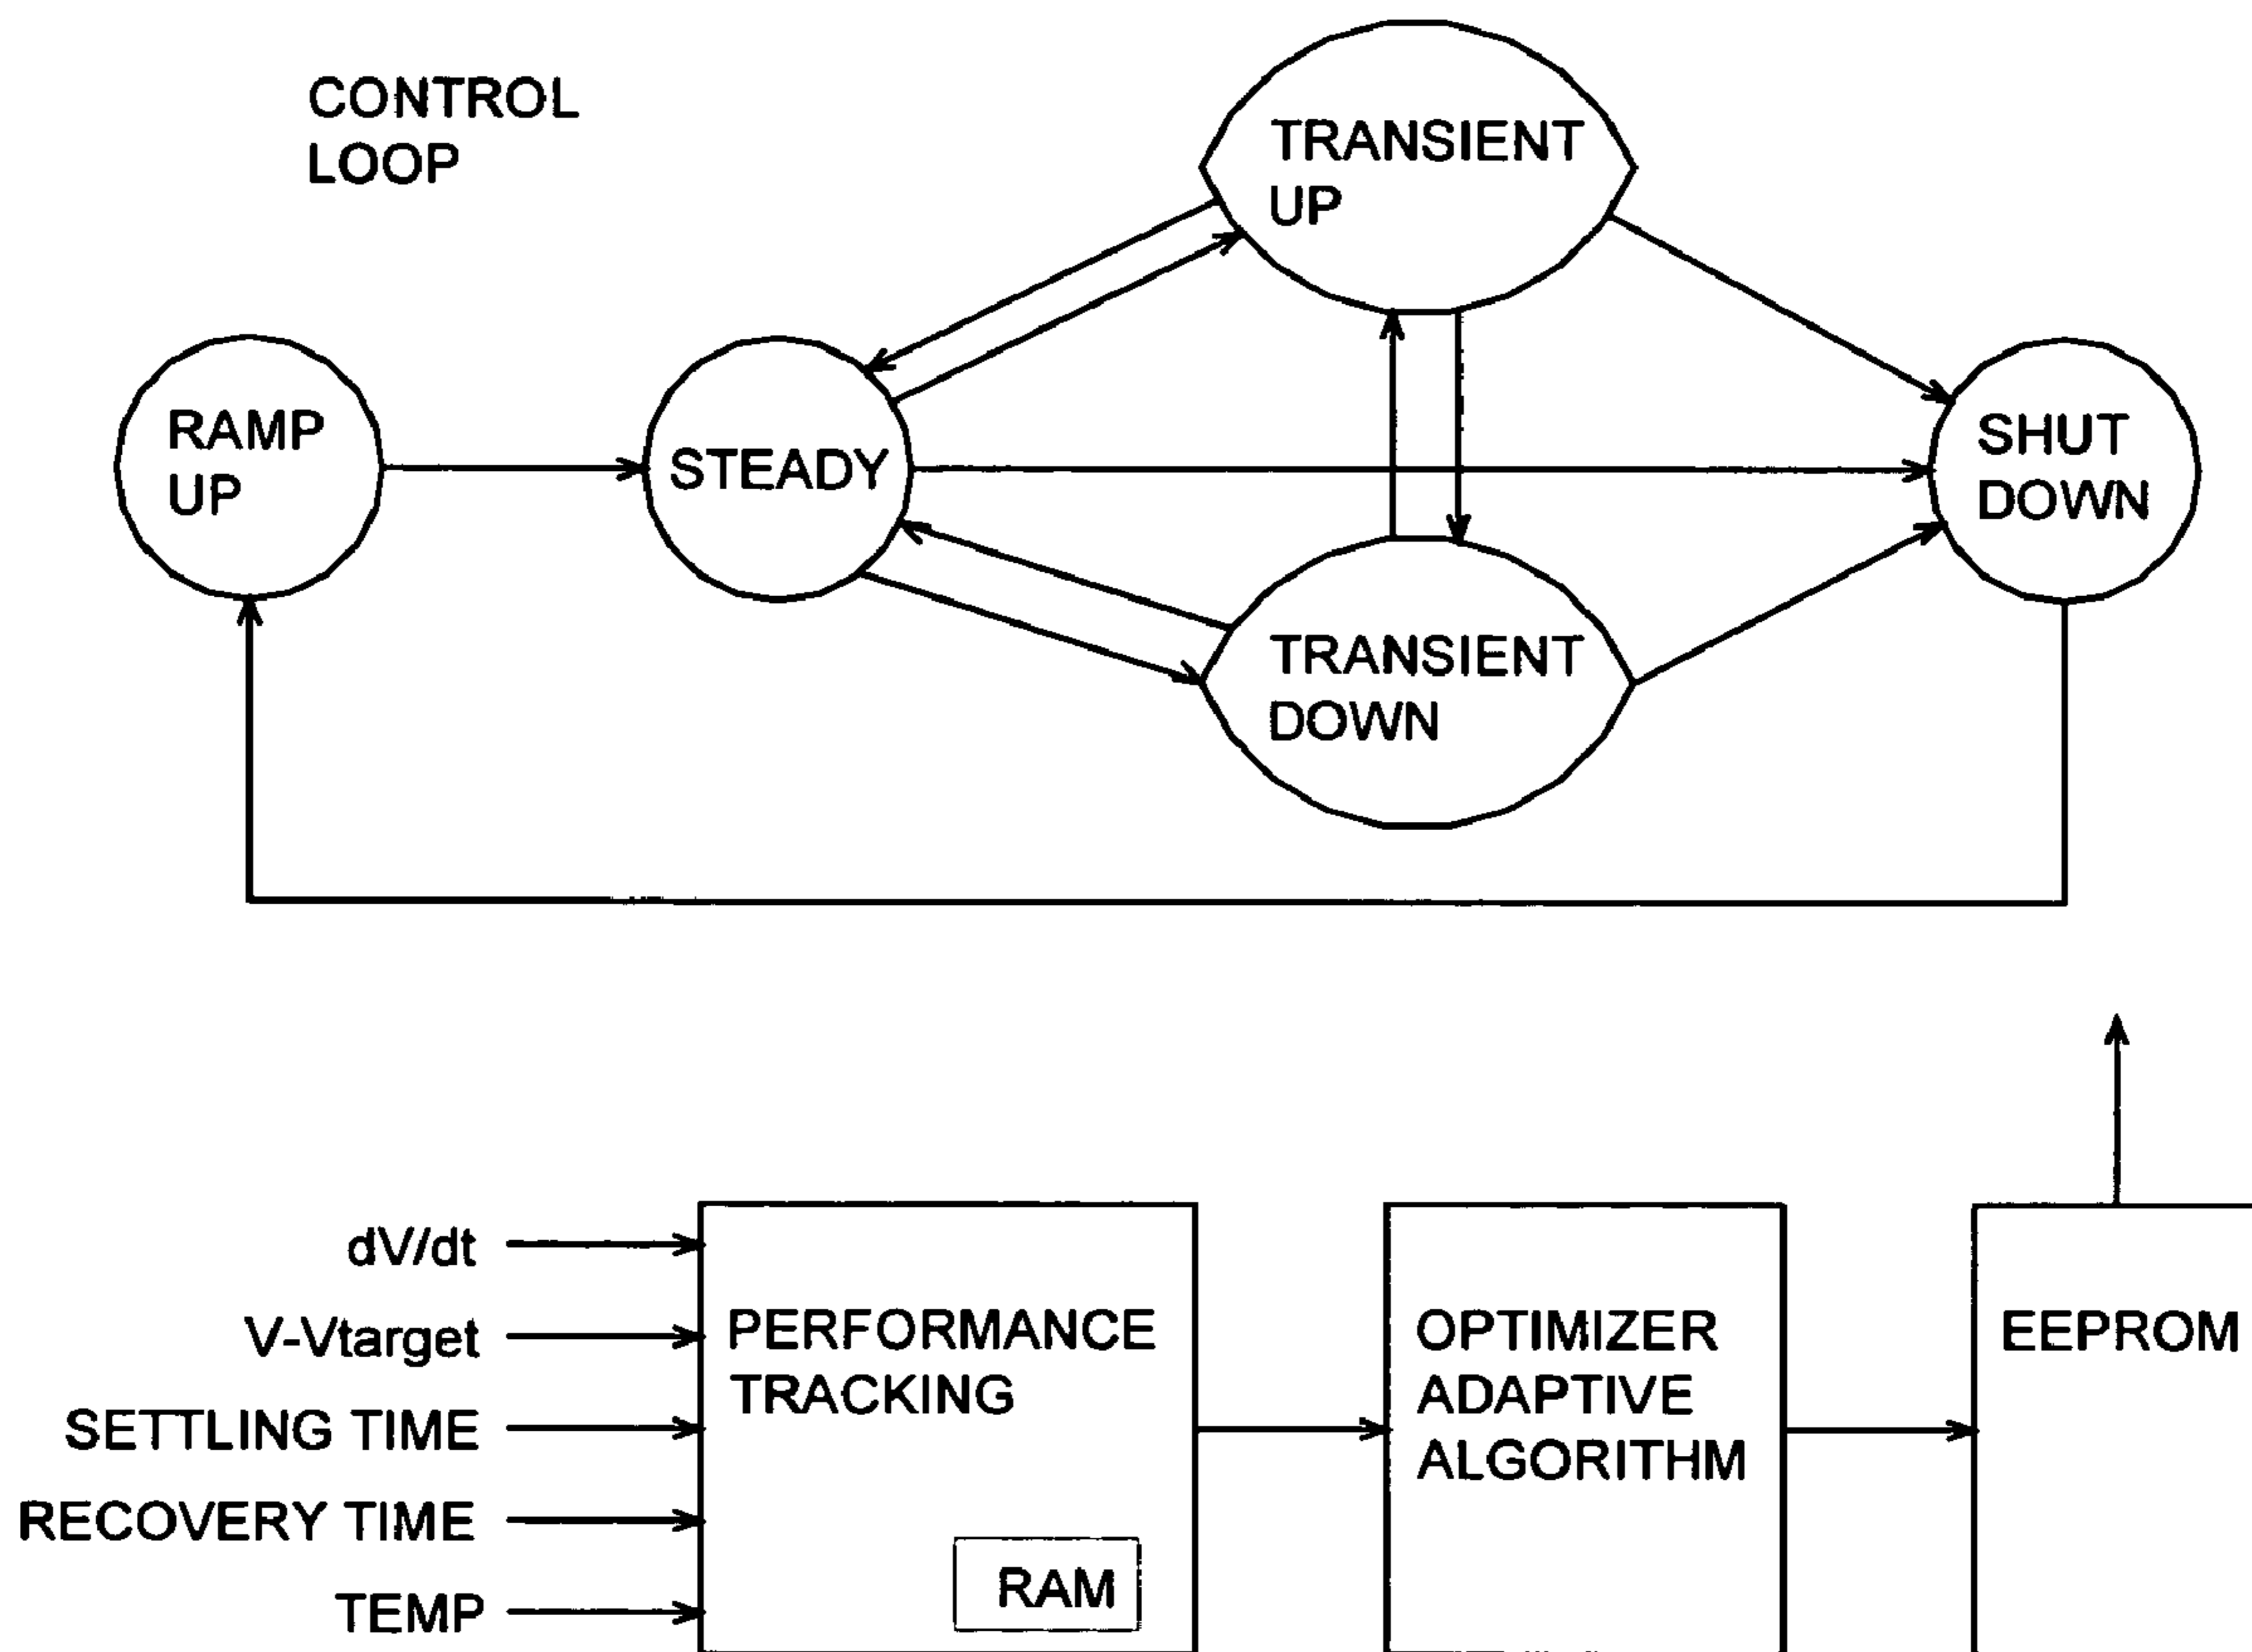 CONTROL
LOOP
TRANSIENT
UP
RAMP
UP
STEADY
SHUT
DOWN
TRANSIENT
DOWN
dV/dt
V-Vtarget
SETTLING TIME
RECOVERY TIME
TEMP
PERFORMANCE
TRACKING
RAM
OPTIMIZER
ADAPTIVE
ALGORITHM
EEPROM